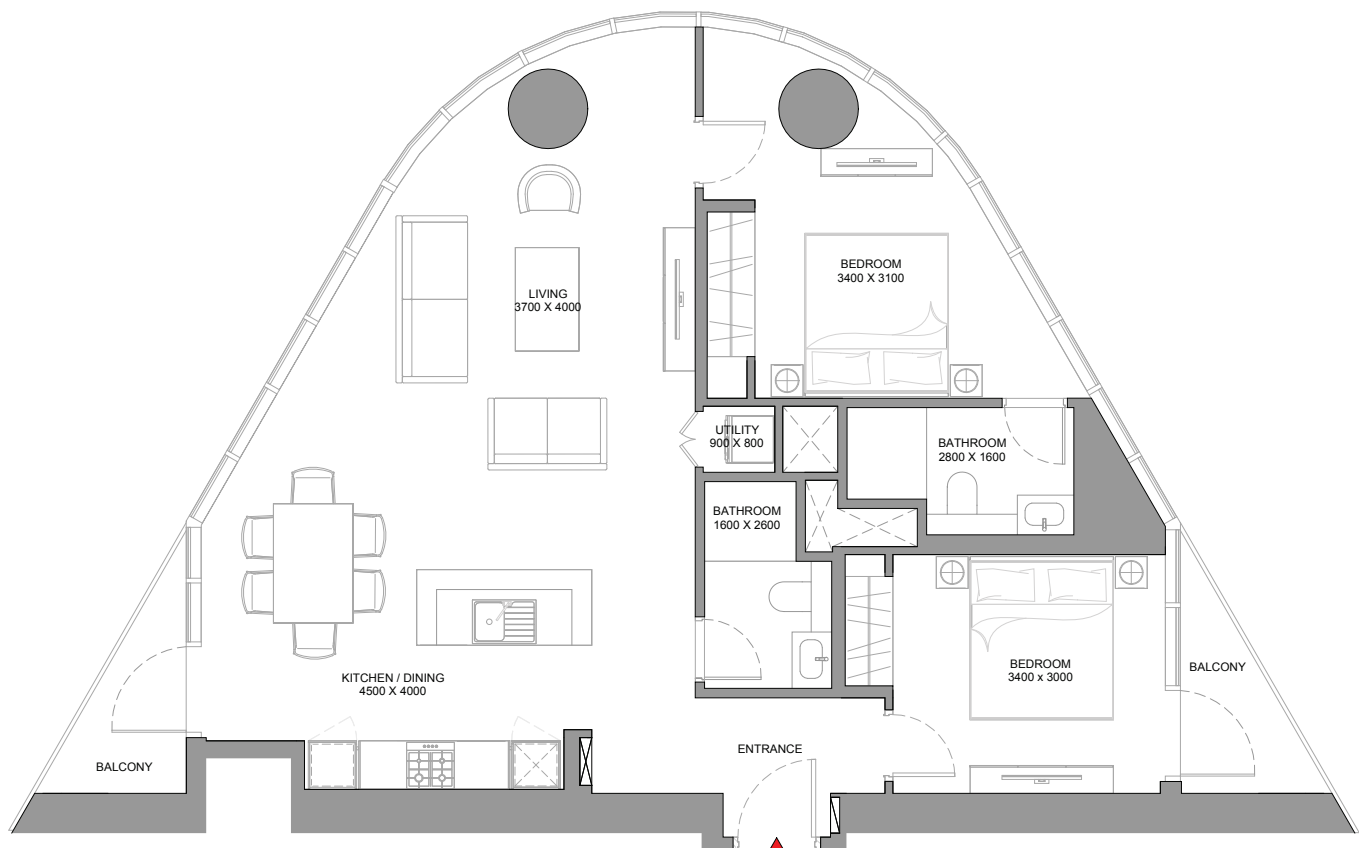 BEDROOM
3400 X 3100
LIVING
3700 X 4000
UTILITY
900 X 800
BATHROOM
2800 X 1600
BATHROOM
1600 X 2600
KITCHEN / DINING
4500 X 4000
BEDROOM
3400 x 3000
BALCONY
ENTRANCE
BALCONY